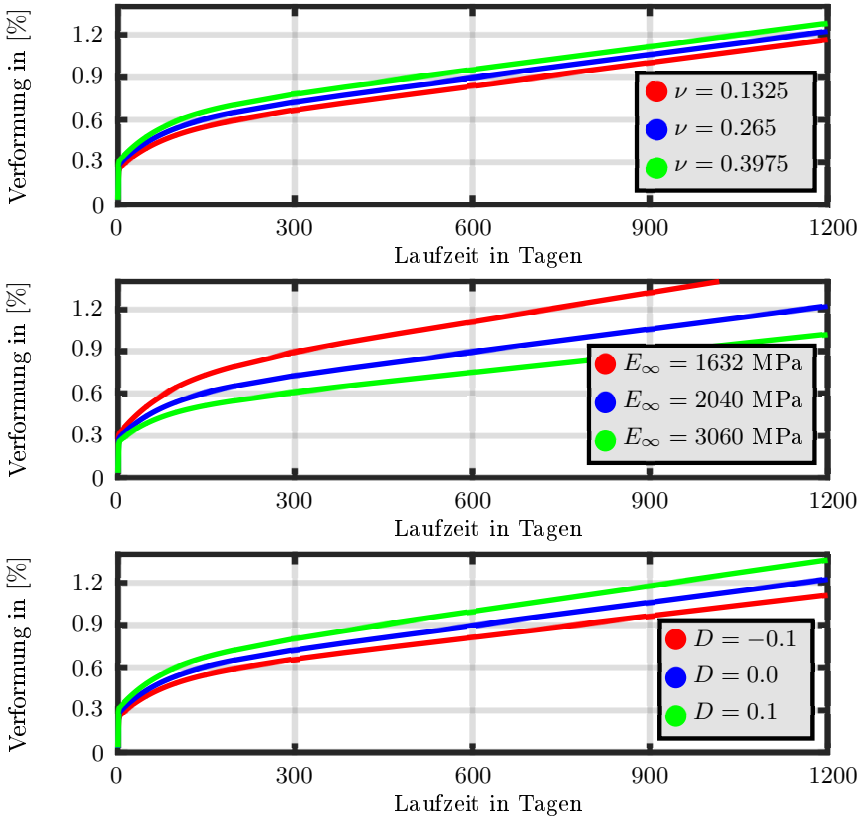 Verformung in [%]
1.2
0.9
0.6
0.3
0
ν = 0.1325
ν = 0.265
ν = 0.3975
0 300 600 900 1200
Laufzeit in Tagen
Verformung in [%]
1.2
0.9
0.6
0.3
0
E∞ = 1632 MPa
E∞ = 2040 MPa
E∞ = 3060 MPa
0 300 600 900 1200
Laufzeit in Tagen
Verformung in [%]
1.2
0.9
0.6
0.3
0
D = −0.1
D = 0.0
D = 0.1
0 300 600 900 1200
Laufzeit in Tagen